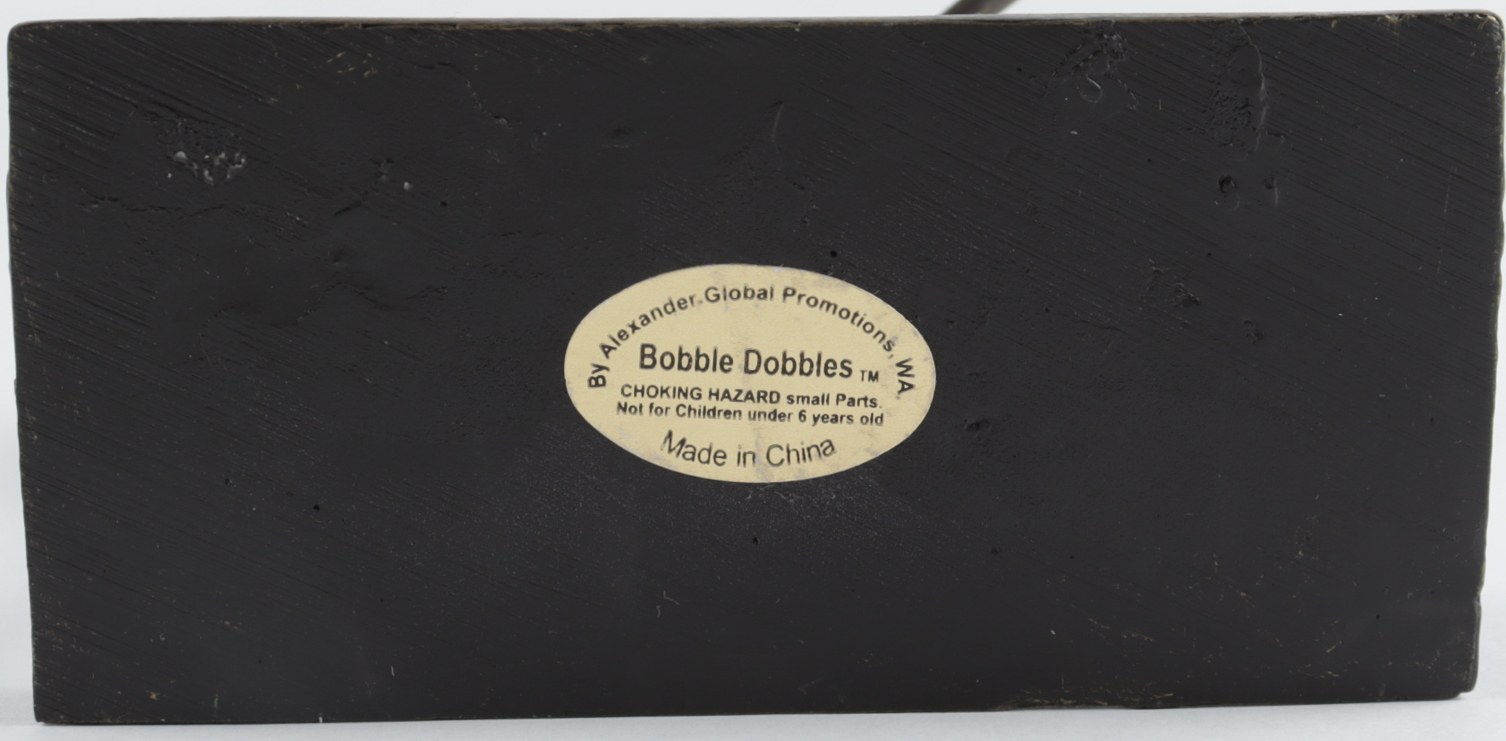 By Alexander Global Promotions, WA
Bobble Dobbles TM
CHOKING HAZARD small Parts.
Not for Children under 6 years old
Made in China